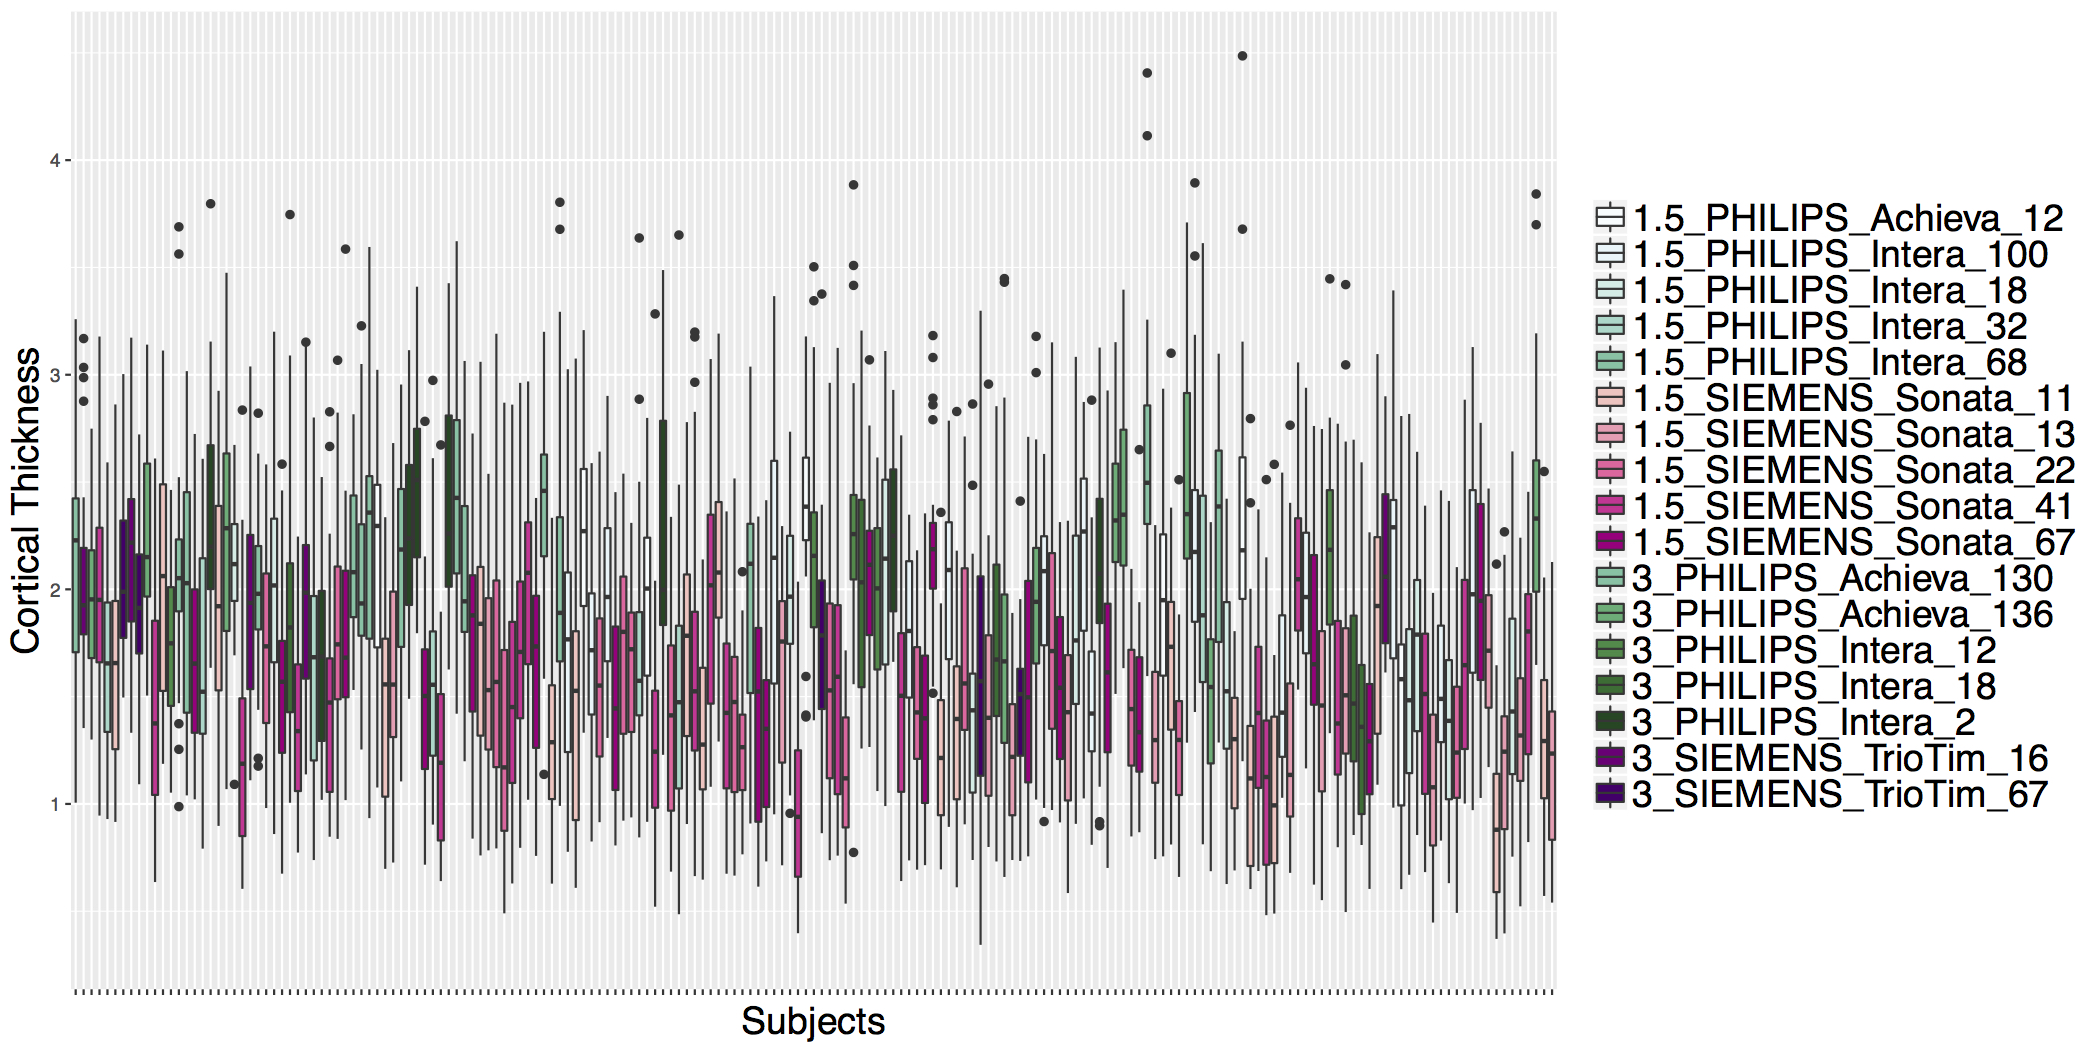 Cortical Thickness
4
3
2
1
Subjects
1.5_PHILIPS_Achieva_12
1.5_PHILIPS_Intera_100
1.5_PHILIPS_Intera_18
1.5_PHILIPS_Intera_32
1.5_PHILIPS_Intera_68
1.5_SIEMENS_Sonata_11
1.5_SIEMENS_Sonata_13
1.5_SIEMENS_Sonata_22
1.5_SIEMENS_Sonata_41
1.5_SIEMENS_Sonata_67
3_PHILIPS_Achieva_130
3_PHILIPS_Achieva_136
3_PHILIPS_Intera_12
3_PHILIPS_Intera_18
3_PHILIPS_Intera_2
3_SIEMENS_TrioTim_16
3_SIEMENS_TrioTim_67